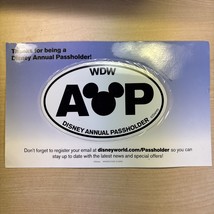 Thanks for being a
Disney Annual Passholder!
WDW
AP
DISNEY ANNUAL PASSHOLDER
Don't forget to register your email at disneyworld.com/Passholder so you can
stay up to date with the latest news and special offers!